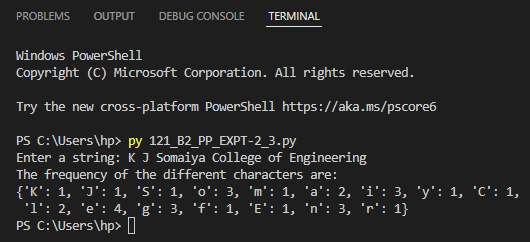 PROBLEMS OUTPUT DEBUG CONSOLE TERMINAL
Windows PowerShell
Copyright (C) Microsoft Corporation. All rights reserved.
Try the new cross-platform PowerShell https://aka.ms/pscore6
PS C:\Users\hp> py 121_B2_PP_EXPT-2_3.py
Enter a string: K J Somaiya College of Engineering
The frequency of the different characters are:
{'K': 1, 'J': 1, 'S': 1, 'o': 3, 'm': 1, 'a': 2, 'i': 3, 'y': 1, 'C': 1,
'l': 2, 'e': 4, 'g': 3, 'f': 1, 'E': 1, 'n': 3, 'r': 1}
PS C:\Users\hp>